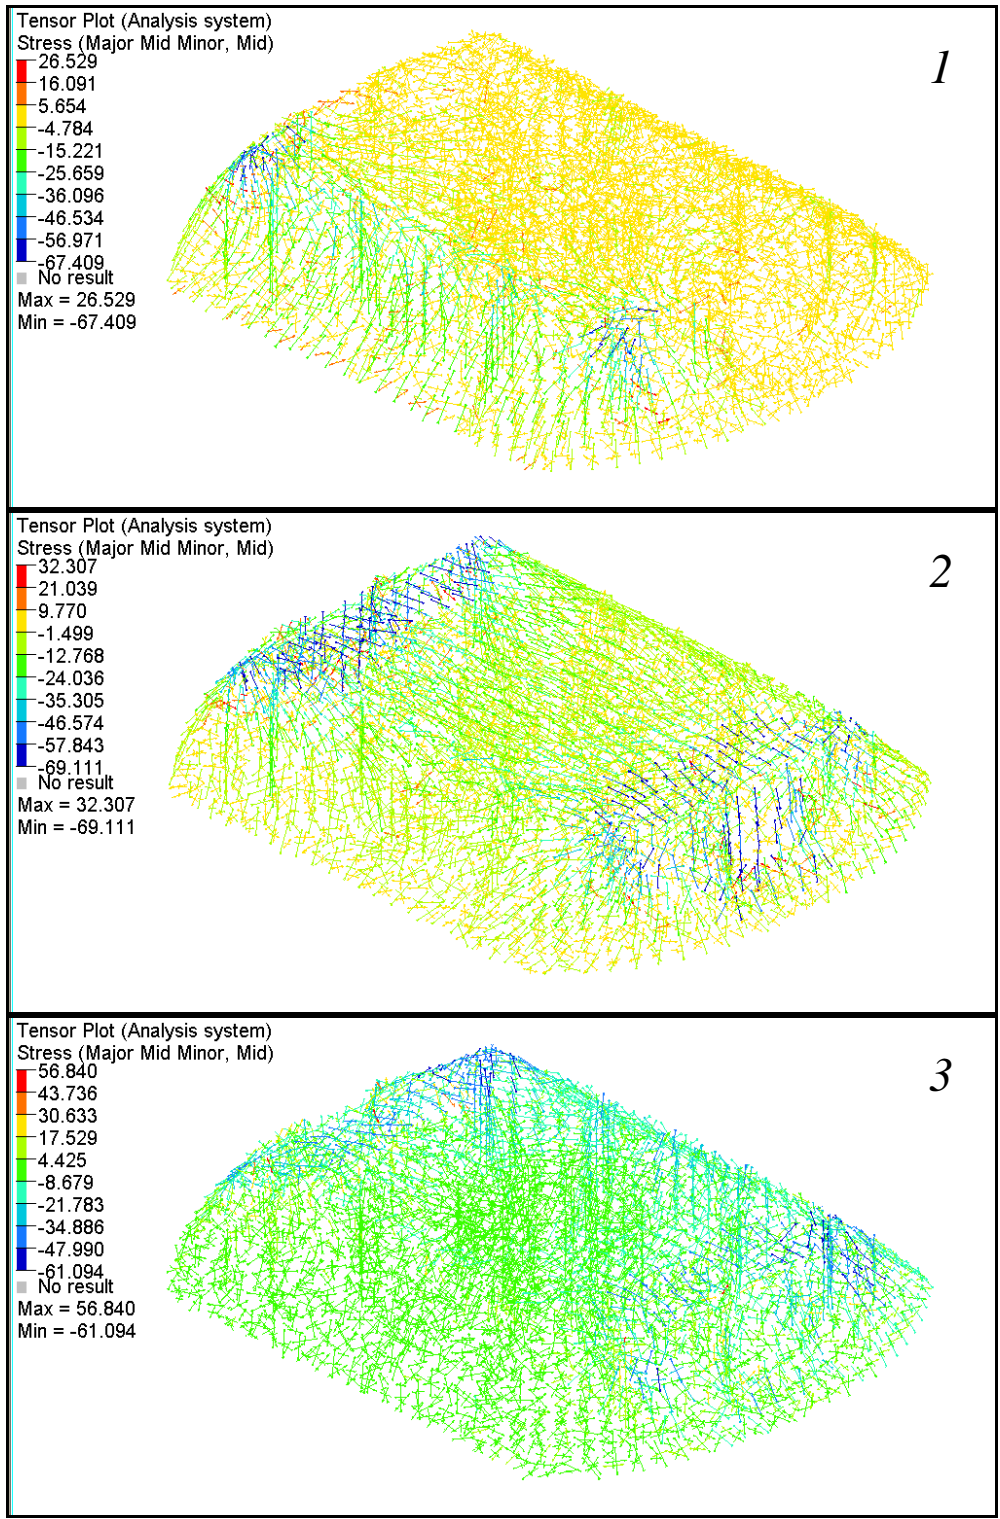 Tensor Plot (Analysis system)
Stress (Major Mid Minor, Mid)
26.529
16.091
5.654
-4.784
-15.221
-25.659
-36.096
-46.534
-56.971
-67.409
No result
Max = 26.529
Min = -67.409
1
Tensor Plot (Analysis system)
Stress (Major Mid Minor, Mid)
32.307
21.039
9.770
-1.499
-12.768
-24.036
-35.305
-46.574
-57.843
-69.111
No result
Max = 32.307
Min = -69.111
2
Tensor Plot (Analysis system)
Stress (Major Mid Minor, Mid)
56.840
43.736
30.633
17.529
4.425
-8.679
-21.783
-34.886
-47.990
-61.094
No result
Max = 56.840
Min = -61.094
3